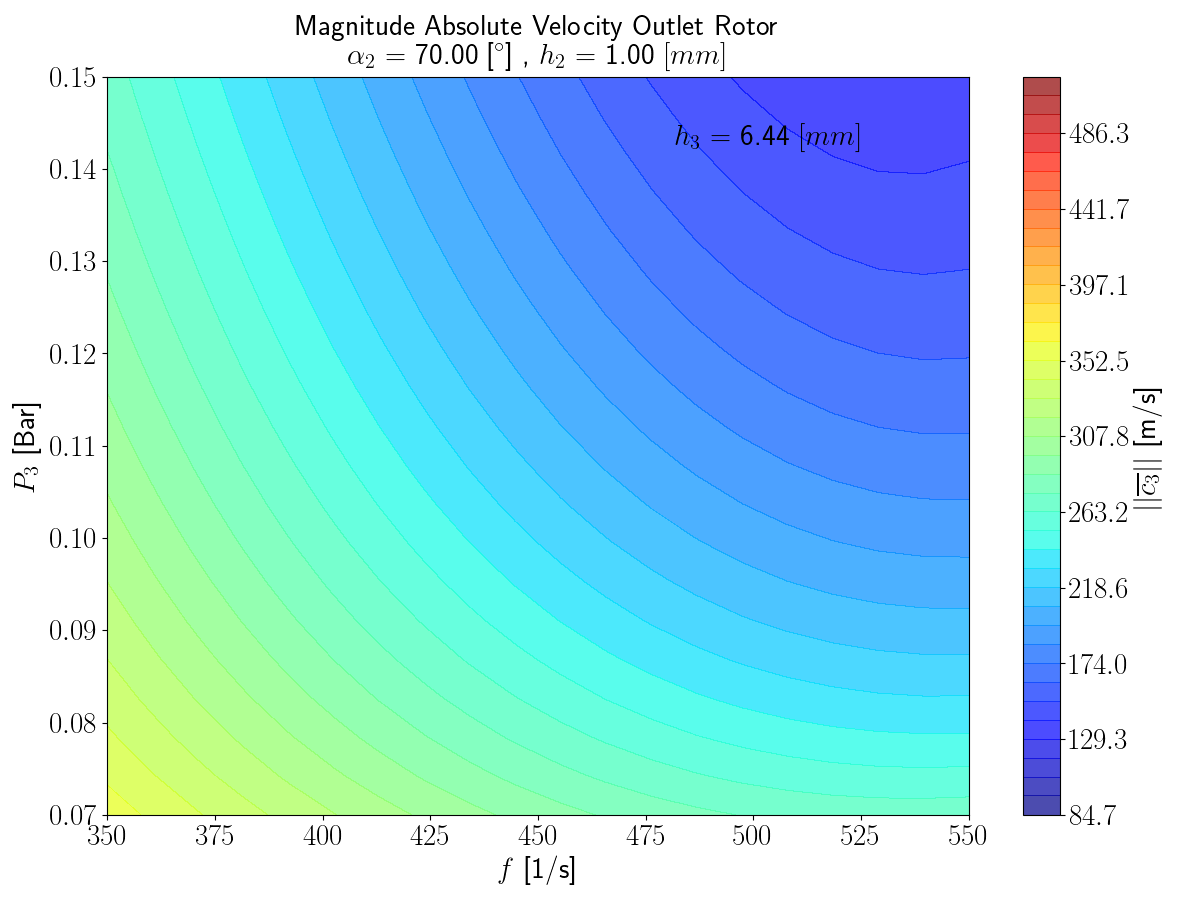 Magnitude Absolute Velocity Outlet Rotor
α₂ = 70.00 [°] , h₂ = 1.00 [mm]
h₃ = 6.44 [mm]
P₃ [Bar]
0.15
0.14
0.13
0.12
0.11
0.10
0.09
0.08
0.07
350 375 400 425 450 475 500 525 550
f [1/s]
486.3
441.7
397.1
352.5
307.8
263.2
218.6
174.0
129.3
84.7
||c̅₃|| [m/s]